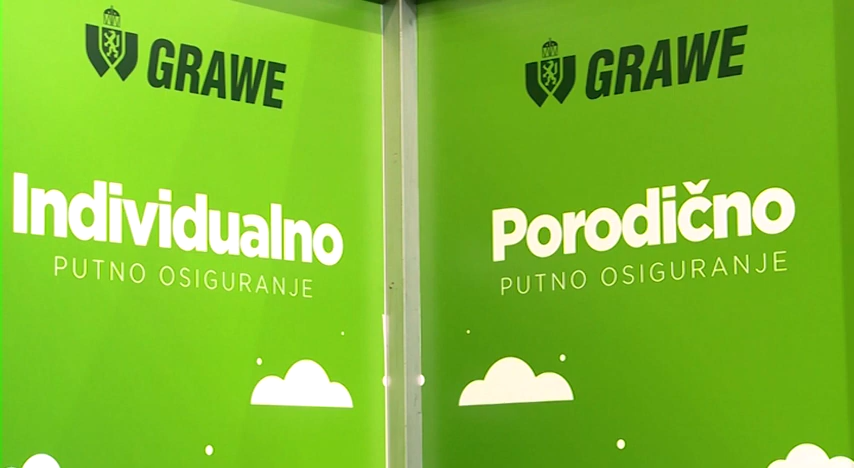 GRAWE
Individualno
PUTNO OSIGURANJE
GRAWE
Porodično
PUTNO OSIGURANJE